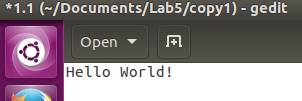 *1.1 (~/Documents/Lab5/copy1) - gedit
Open
Hello World!